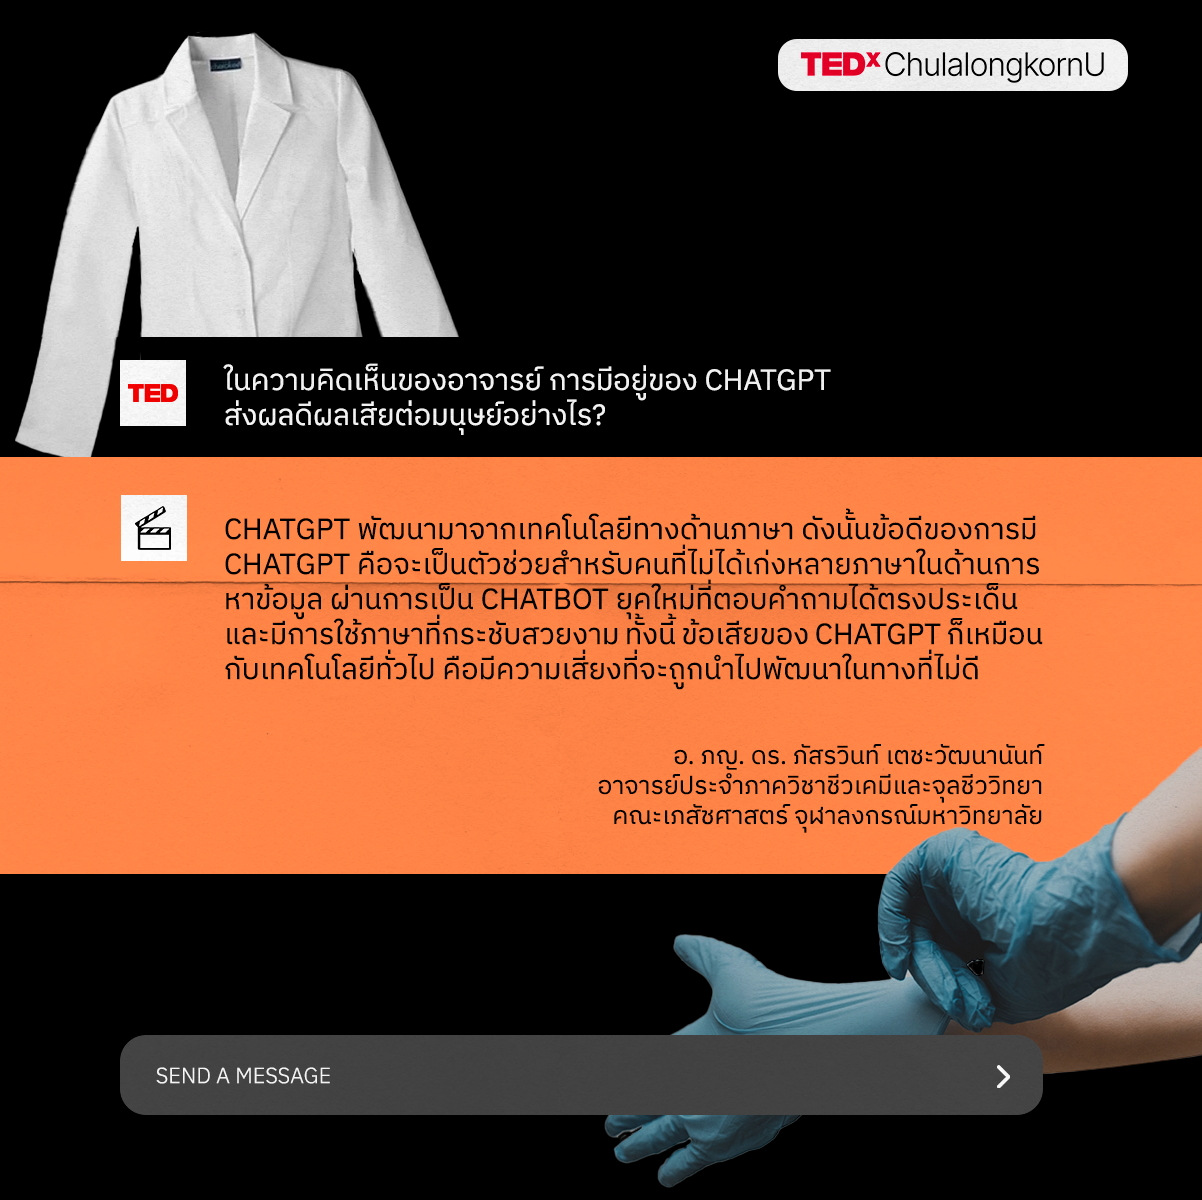 TEDxChulalongkornU
TED
ในความคิดเห็นของอาจารย์ การมีอยู่ของ CHATGPT
ส่งผลดีผลเสียต่อมนุษย์อย่างไร?
CHATGPT พัฒนามาจากเทคโนโลยีทางด้านภาษา ดังนั้นข้อดีของการมี
CHATGPT คือจะเป็นตัวช่วยสำหรับคนที่ไม่ได้เก่งหลายภาษาในด้านการ
หาข้อมูล ผ่านการเป็น CHATBOT ยุคใหม่ที่ตอบคำถามได้ตรงประเด็น
และมีการใช้ภาษาที่กระชับสวยงาม ทั้งนี้ ข้อเสียของ CHATGPT ก็เหมือน
กับเทคโนโลยีทั่วไป คือมีความเสี่ยงที่จะถูกนำไปพัฒนาในทางที่ไม่ดี
อ. ภญ. ดร. ภัสรวินท์ เตชะวัฒนานันท์
อาจารย์ประจำภาควิชาชีวเคมีและจุลชีววิทยา
คณะเภสัชศาสตร์ จุฬาลงกรณ์มหาวิทยาลัย
SEND A MESSAGE